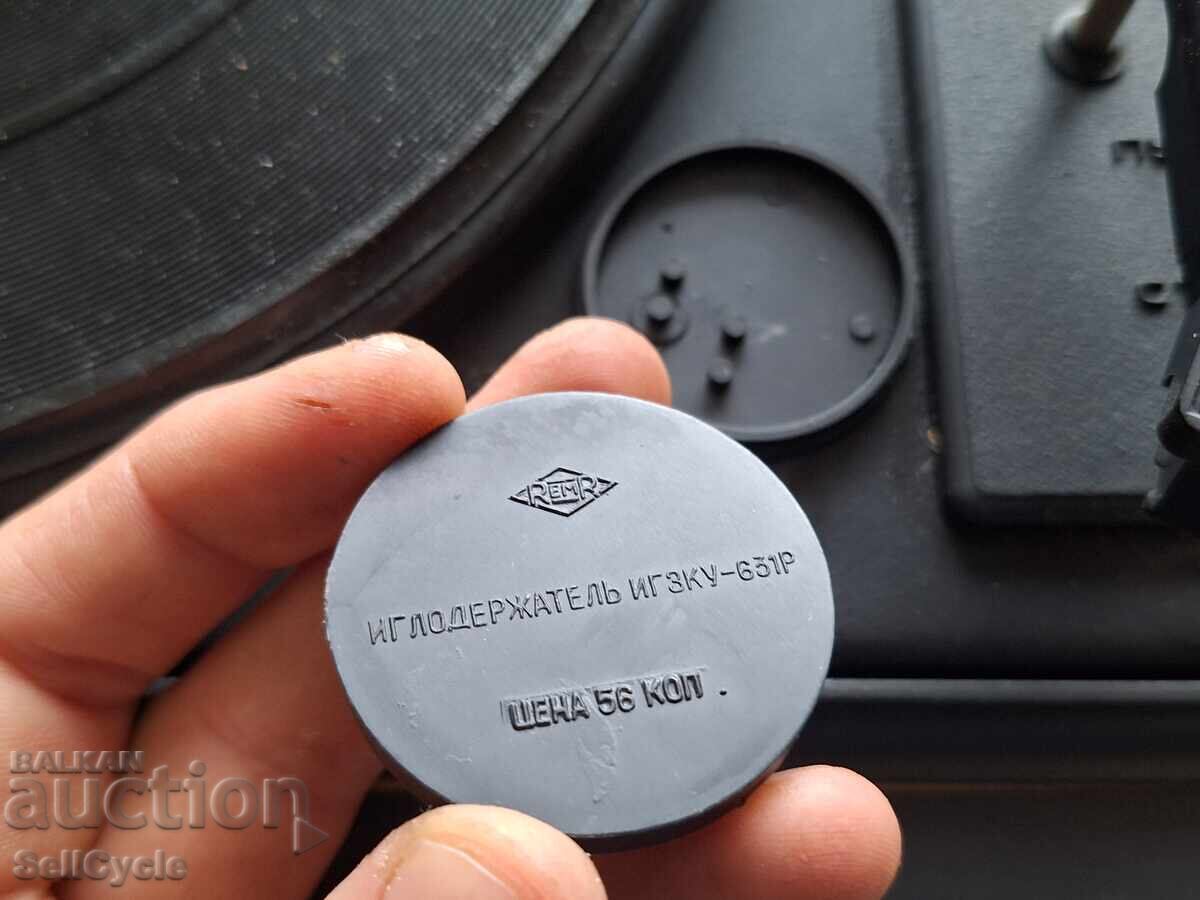 REMR
ИГЛОДЕРЖАТЕЛЬ ИГЗКУ-631Р
ЦЕНА 56 КОП.
BALKAN
auction
SellCycle